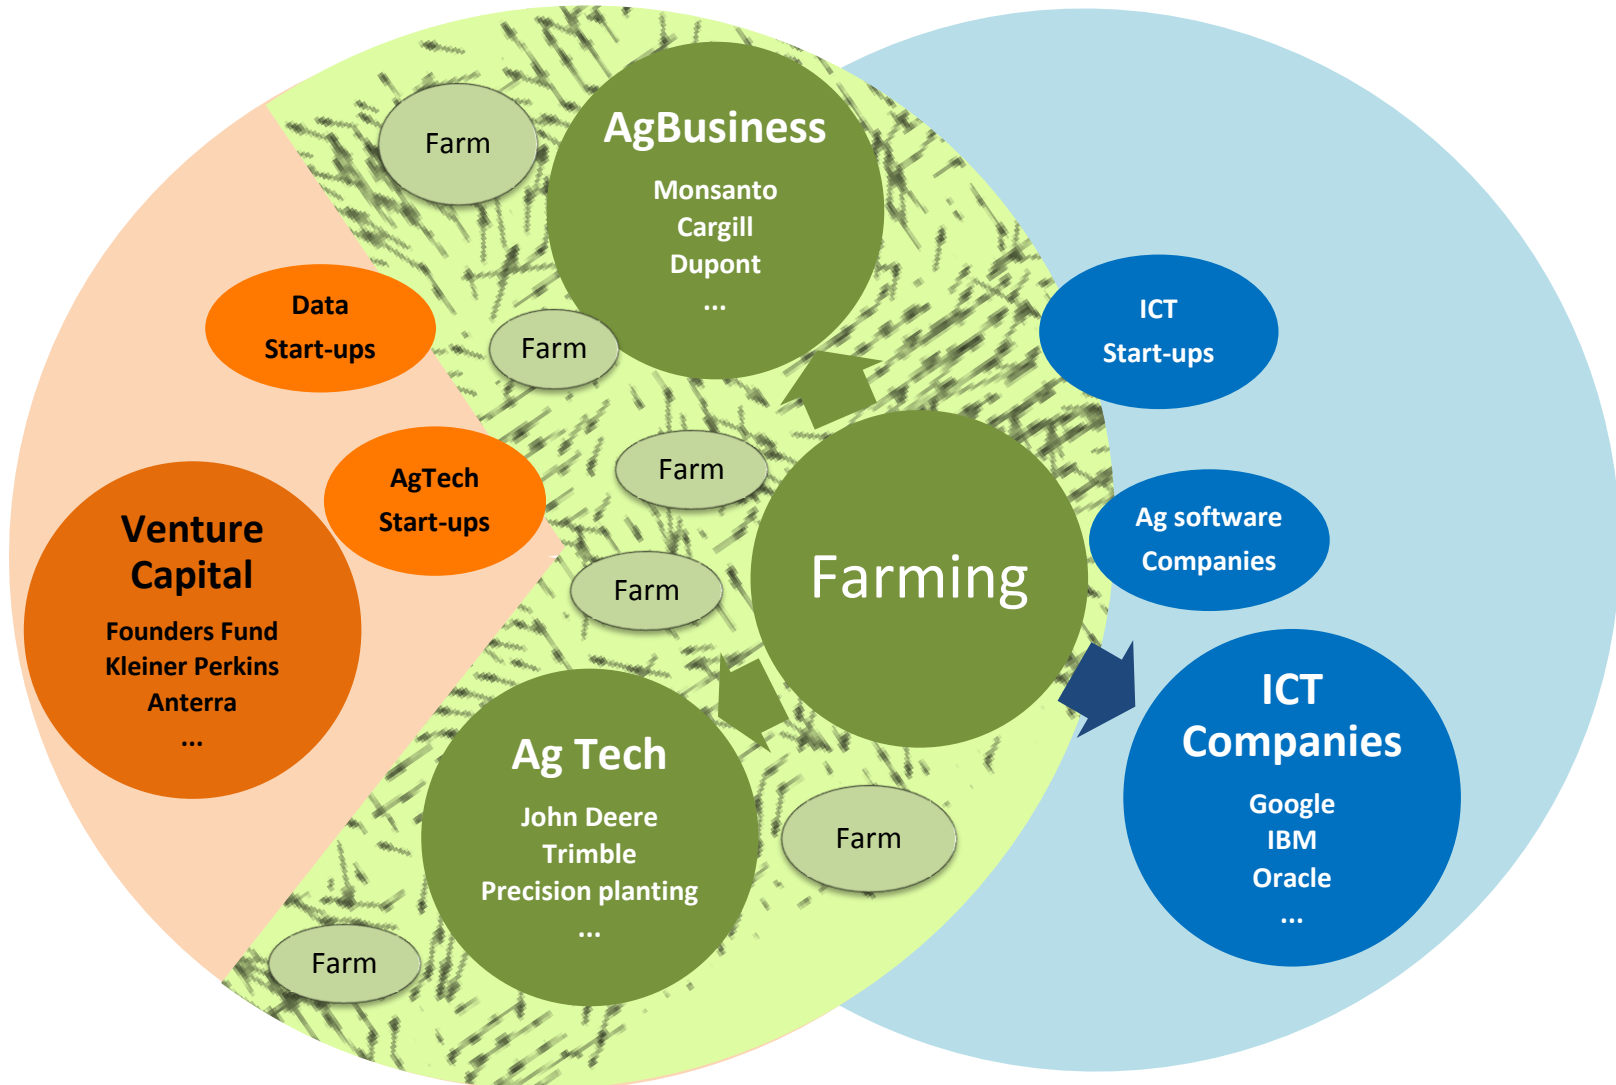 Farm
AgBusiness
Monsanto
Cargill
Dupont
...
Data
Start-ups
Farm
ICT
Start-ups
AgTech
Start-ups
Farm
Venture
Capital
Founders Fund
Kleiner Perkins
Anterra
...
Farm
Farming
Ag software
Companies
Ag Tech
John Deere
Trimble
Precision planting
...
Farm
ICT
Companies
Google
IBM
Oracle
...
Farm